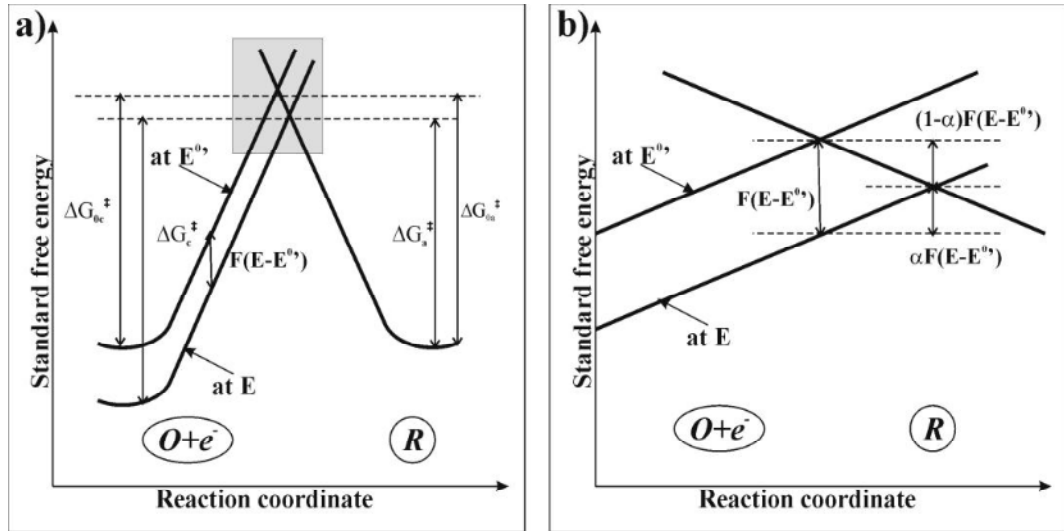 a)
Standard free energy
at E⁰’
ΔG₀c‡
ΔGc‡
F(E-E⁰’)
ΔGa‡
ΔG₀a‡
at E
O+e⁻
R
Reaction coordinate
b)
Standard free energy
at E⁰’
F(E-E⁰’)
(1-α)F(E-E⁰’)
αF(E-E⁰’)
at E
O+e⁻
R
Reaction coordinate